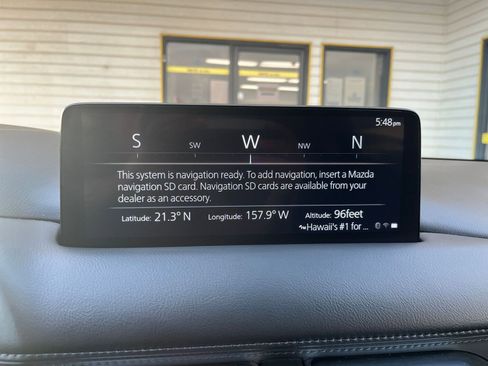 5:48pm
S SW W NW N
This system is navigation ready. To add navigation, insert a Mazda
navigation SD card. Navigation SD cards are available from your
dealer as an accessory.
Latitude: 21.3° N Longitude: 157.9° W Altitude: 96feet
Hawaii's #1 for ...